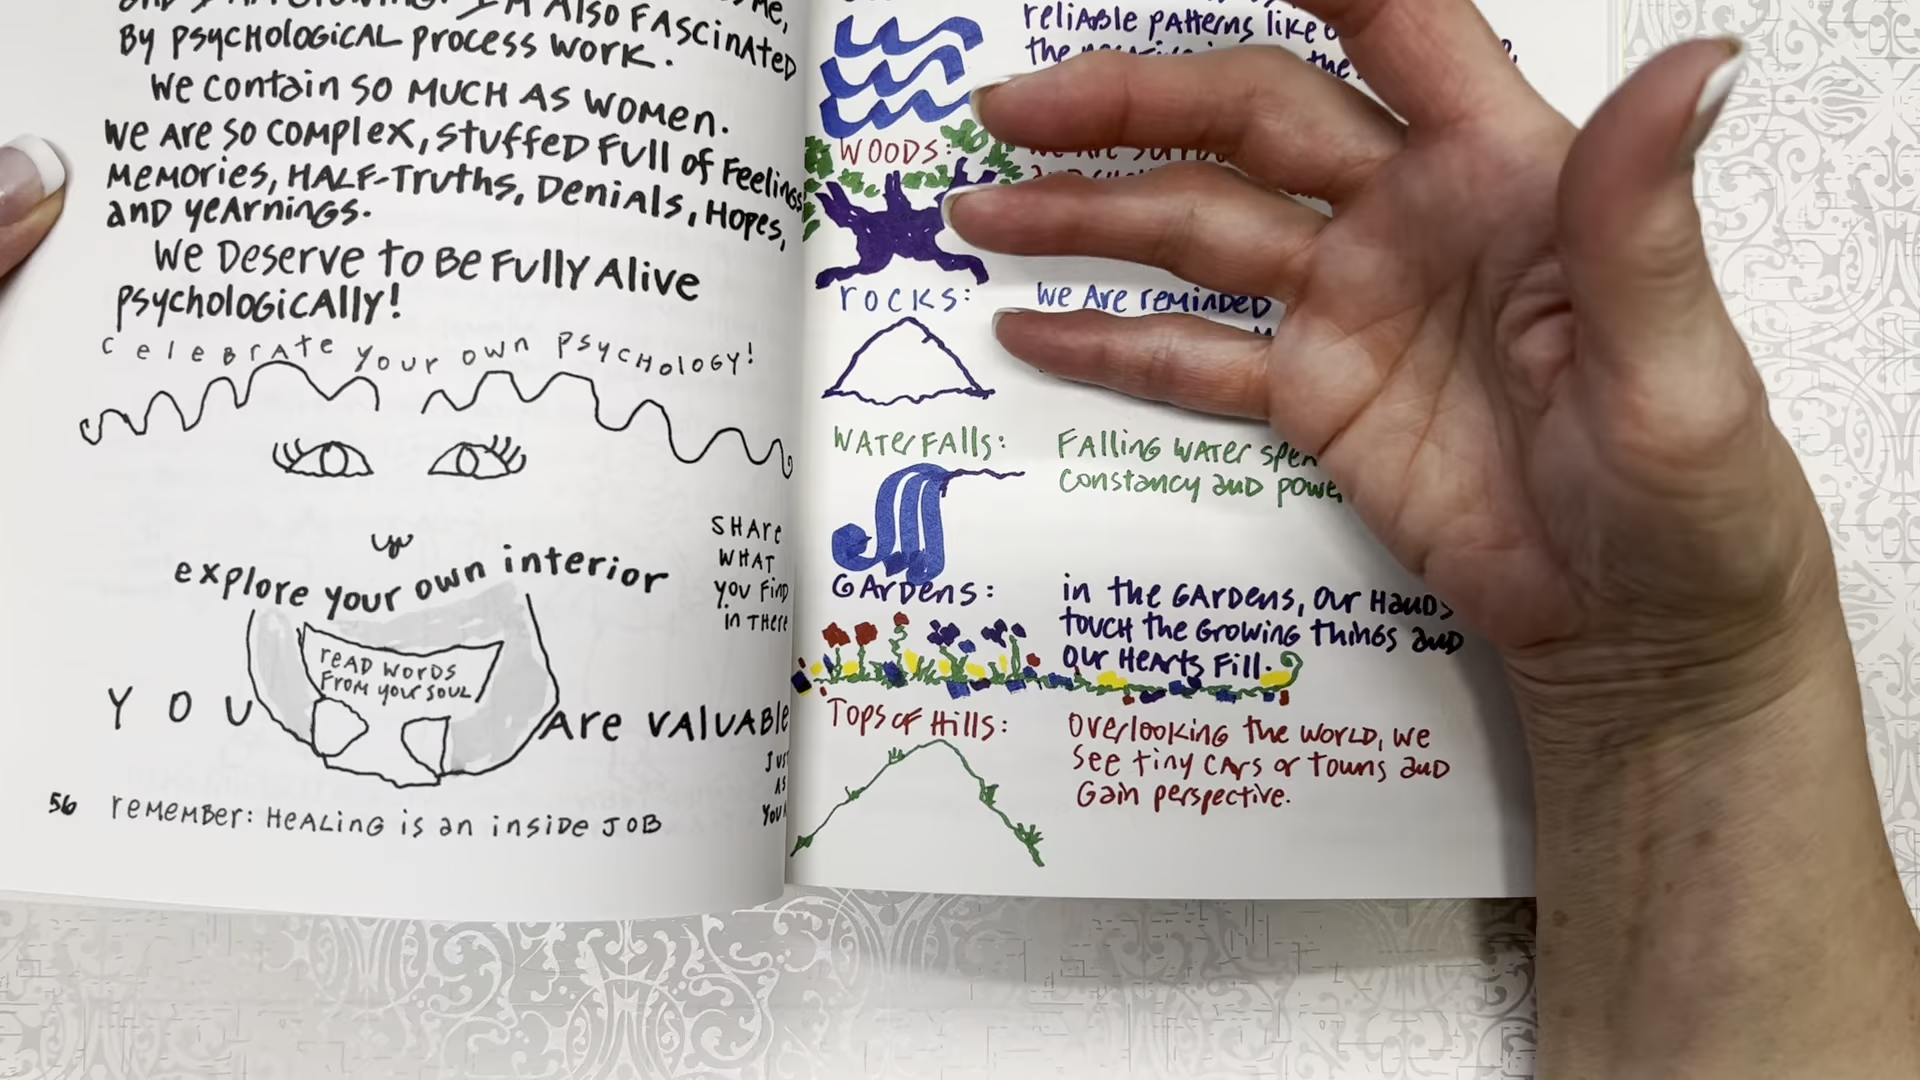 I'M ALSO FASCINATED
BY PSYCHOLOGICAL process work.
We contain so MUCH AS women.
We Are so complex, stuffed full of feelings
Memories, HALF-Truths, Denials, Hopes,
and yearnings.
We Deserve to Be Fully Alive
psychologically!
celebrate your own psychology!
explore your own interior
SHAre
WHAT
you FinD
in THere
reAD worDs
From your soul
YOU Are VALUABle
56 remember: HeALinG is an insiDe JOB
reliABle pAtterns like
WOODS:
rocks: We Are reminDeD
WAterFAlls: FAlling WAter
constancy and
GArDens: in the GArDens, our HanDs
touch the Growing things and
our HeArts Fill.
Tops of Hills: Overlooking the worlD, we
see tiny cArs or towns anD
Gain perspective.